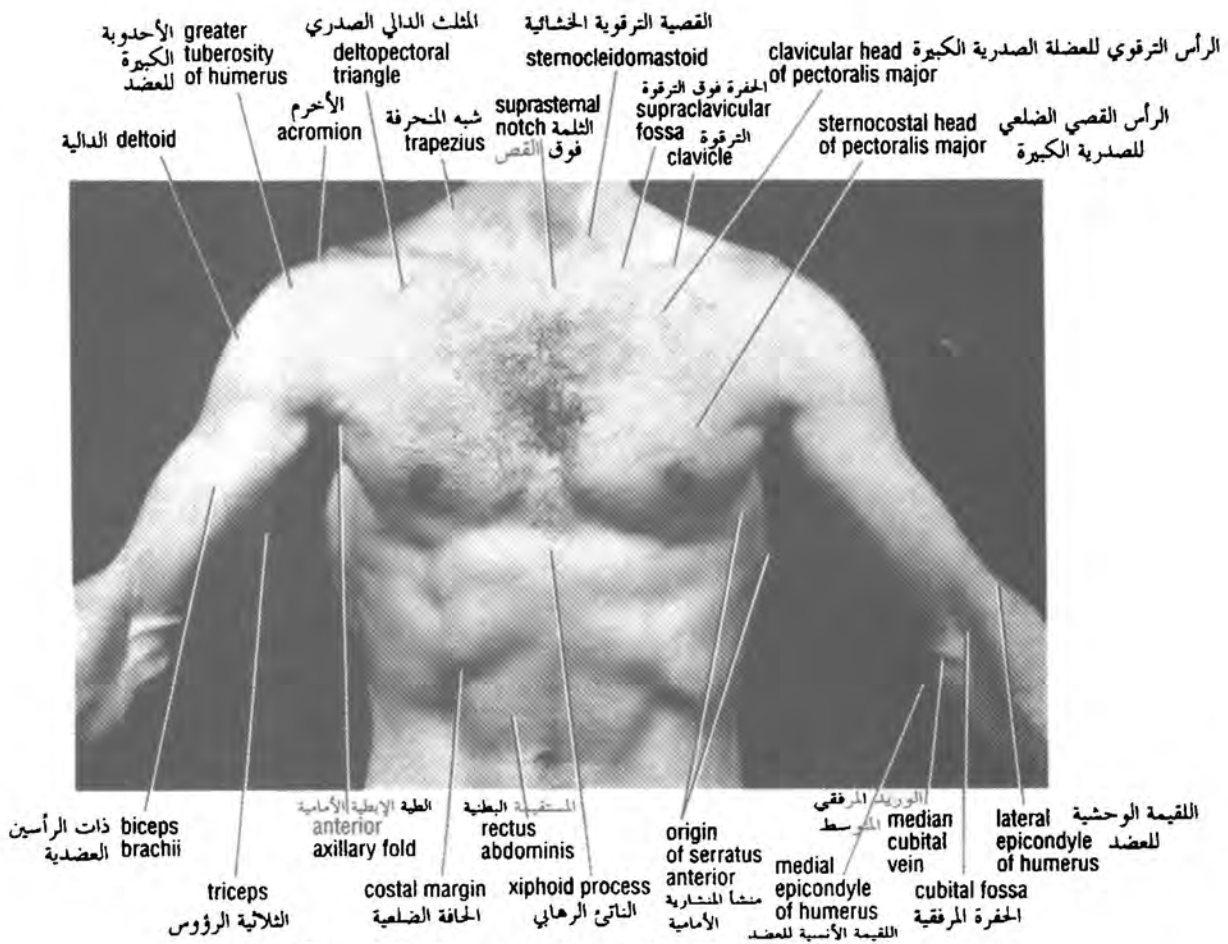 الأحدوبة greater
الكبيرة tuberosity
للعضد of humerus
المثلث الدالي الصدري
deltopectoral
triangle
القصية الترقوية الخشائية
sternocleidomastoid
clavicular head الرأس الترقوي للعضلة الصدرية الكبيرة
of pectoralis major
الدالية deltoid
الأخرم
acromion
شبه المنحرفة
trapezius
suprasternal
notch الثلمة
فوق القص
الحفرة فوق الترقوة
supraclavicular
fossa الترقوة
clavicle
sternocostal head الرأس القصي الضلعي
of pectoralis major للصدرية الكبيرة
ذات الرأسين biceps
العضدية brachii
triceps
الثلاثية الرؤوس
الطية الإبطية الأمامية
anterior
axillary fold
costal margin
الحافة الضلعية
المستقيمة البطنية
rectus
abdominis
xiphoid process
الناتئ الرهابي
origin
of serratus
anterior
منشأ المنشارية
الأمامية
medial
epicondyle
of humerus
اللقيمة الأنسية للعضد
الوريد المرفقي
المتوسط median
cubital
vein
cubital fossa
الحفرة المرفقية
lateral اللقيمة الوحشية
epicondyle للعضد
of humerus